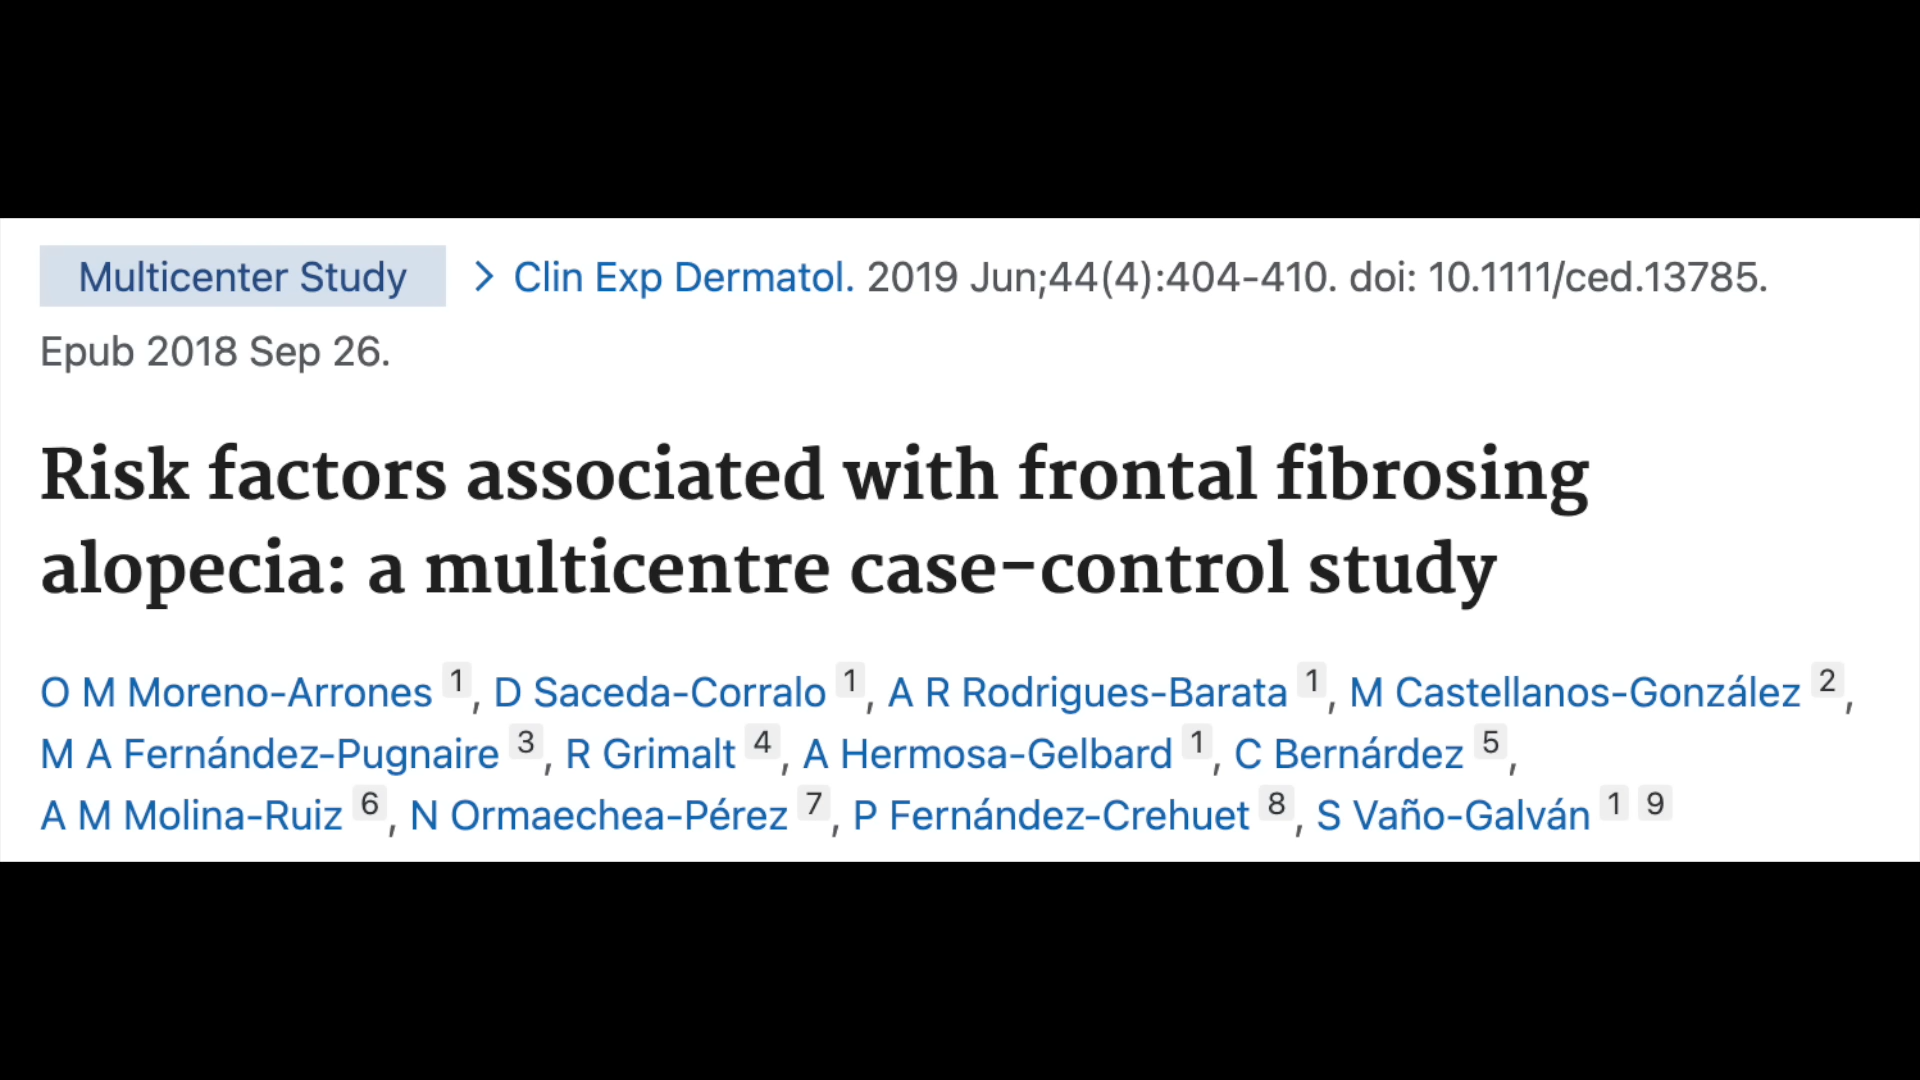 Multicenter Study > Clin Exp Dermatol. 2019 Jun;44(4):404-410. doi: 10.1111/ced.13785.
Epub 2018 Sep 26.
Risk factors associated with frontal fibrosing
alopecia: a multicentre case-control study
O M Moreno-Arrones 1, D Saceda-Corralo 1, A R Rodrigues-Barata 1, M Castellanos-González 2,
M A Fernández-Pugnaire 3, R Grimalt 4, A Hermosa-Gelbard 1, C Bernárdez 5,
A M Molina-Ruiz 6, N Ormaechea-Pérez 7, P Fernández-Crehuet 8, S Vaño-Galván 1 9